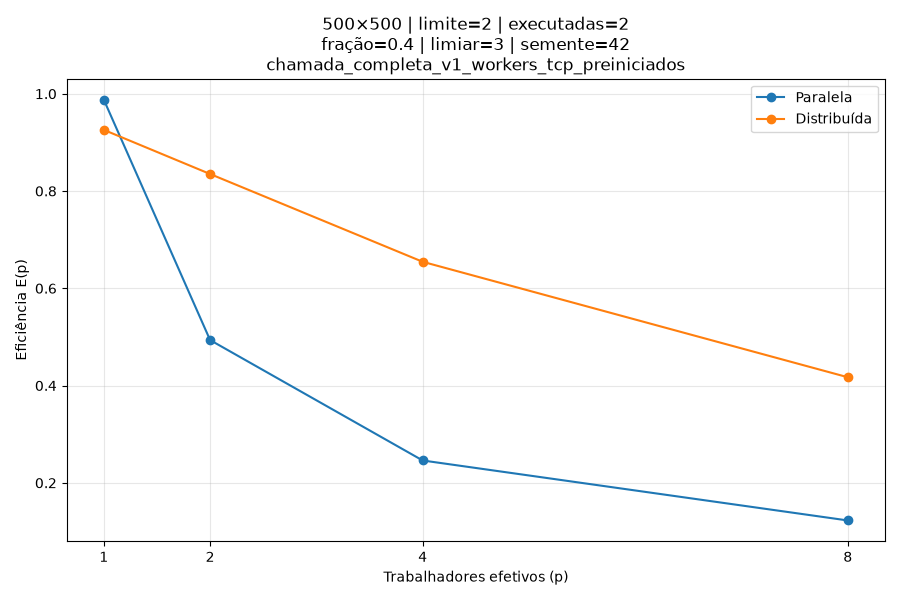 500×500 | limite=2 | executadas=2
fração=0.4 | limiar=3 | semente=42
chamada_completa_v1_workers_tcp_preiniciados
Paralela
Distribuída
Eficiência E(p)
1.0
0.8
0.6
0.4
0.2
1
2
4
8
Trabalhadores efetivos (p)